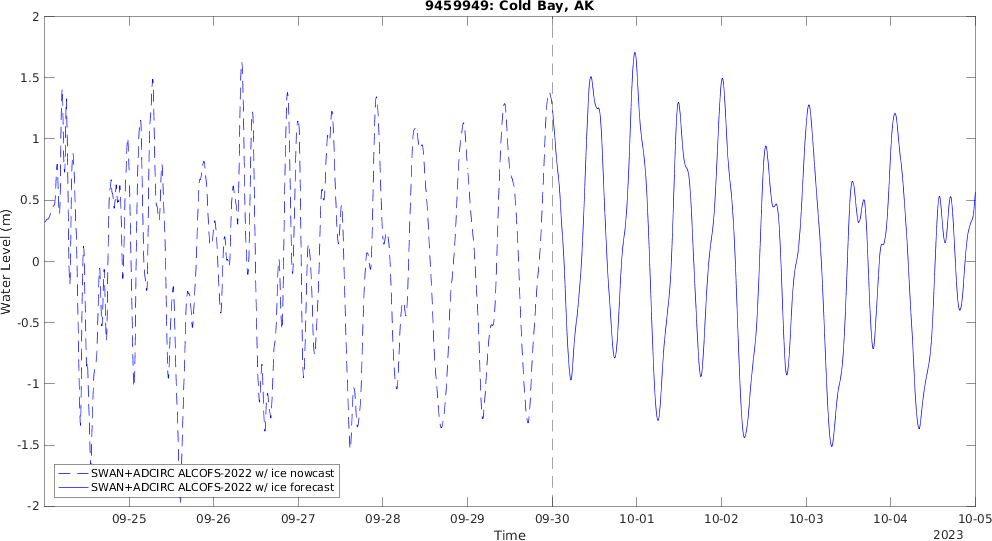 9459949: Cold Bay, AK
2
1.5
1
0.5
0
-0.5
-1
-1.5
-2
Water Level (m)
SWAN+ADCIRC ALCOFS-2022 w/ ice nowcast
SWAN+ADCIRC ALCOFS-2022 w/ ice forecast
09-25 09-26 09-27 09-28 09-29 09-30 10-01 10-02 10-03 10-04 10-05
Time
2023